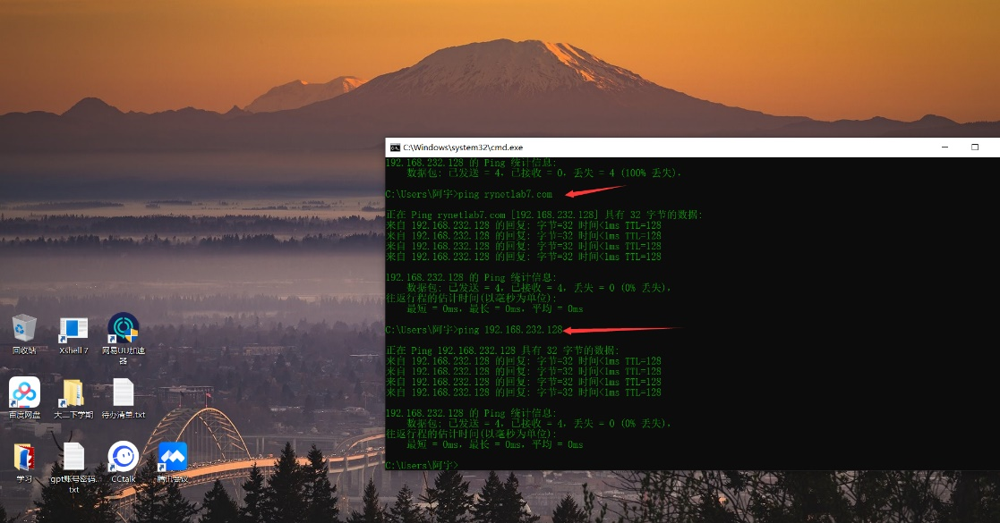 C:\Windows\system32\cmd.exe
192.168.232.128 的 Ping 统计信息:
数据包: 已发送 = 4，已接收 = 0，丢失 = 4 (100% 丢失)，
C:\Users\阿宇>ping rynetlab7.com
正在 Ping rynetlab7.com [192.168.232.128] 具有 32 字节的数据:
来自 192.168.232.128 的回复: 字节=32 时间<1ms TTL=128
来自 192.168.232.128 的回复: 字节=32 时间<1ms TTL=128
来自 192.168.232.128 的回复: 字节=32 时间<1ms TTL=128
来自 192.168.232.128 的回复: 字节=32 时间<1ms TTL=128
192.168.232.128 的 Ping 统计信息:
数据包: 已发送 = 4，已接收 = 4，丢失 = 0 (0% 丢失)，
往返行程的估计时间(以毫秒为单位):
最短 = 0ms，最长 = 0ms，平均 = 0ms
C:\Users\阿宇>ping 192.168.232.128
正在 Ping 192.168.232.128 具有 32 字节的数据:
来自 192.168.232.128 的回复: 字节=32 时间<1ms TTL=128
来自 192.168.232.128 的回复: 字节=32 时间<1ms TTL=128
来自 192.168.232.128 的回复: 字节=32 时间<1ms TTL=128
来自 192.168.232.128 的回复: 字节=32 时间<1ms TTL=128
192.168.232.128 的 Ping 统计信息:
数据包: 已发送 = 4，已接收 = 4，丢失 = 0 (0% 丢失)，
往返行程的估计时间(以毫秒为单位):
最短 = 0ms，最长 = 0ms，平均 = 0ms
C:\Users\阿宇>
回收站
Xshell 7
网易UU加速
器
百度网盘
大二下学期
待办清单.txt
学习
gpt账号密码.
txt
CCtalk
腾讯会议